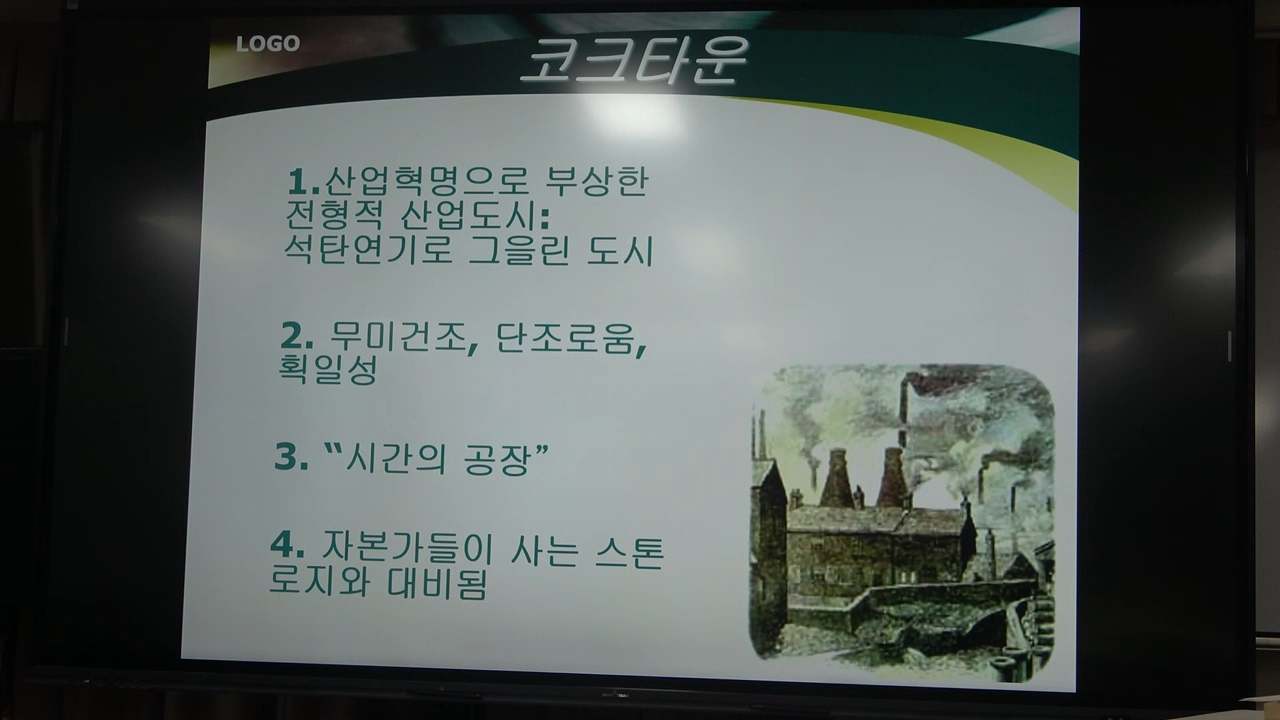 LOGO
코크타운
1.산업혁명으로 부상한
전형적 산업도시:
석탄연기로 그을린 도시
2. 무미건조, 단조로움,
획일성
3. “시간의 공장”
4. 자본가들이 사는 스톤
로지와 대비됨